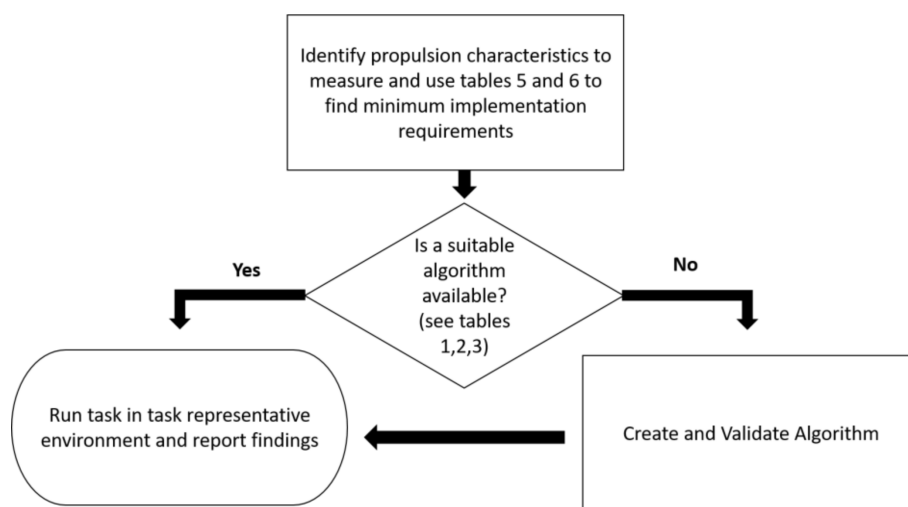 Identify propulsion characteristics to
measure and use tables 5 and 6 to
find minimum implementation
requirements
Is a suitable
algorithm
available?
(see tables
1,2,3)
Yes
No
Run task in task representative
environment and report findings
Create and Validate Algorithm